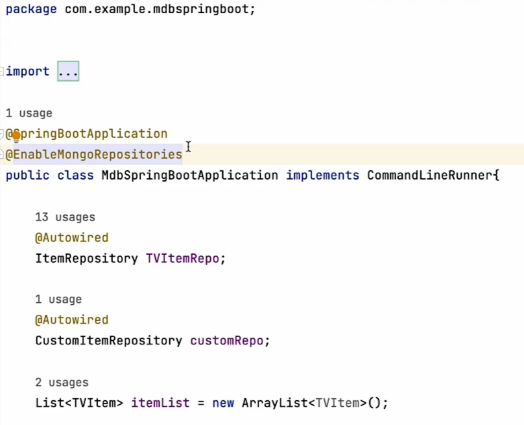 package com.example.mdbspringboot;
import ...
1 usage
@SpringBootApplication
@EnableMongoRepositories
public class MdbSpringBootApplication implements CommandLineRunner{
13 usages
@Autowired
ItemRepository TVItemRepo;
1 usage
@Autowired
CustomItemRepository customRepo;
2 usages
List<TVItem> itemList = new ArrayList<TVItem>();